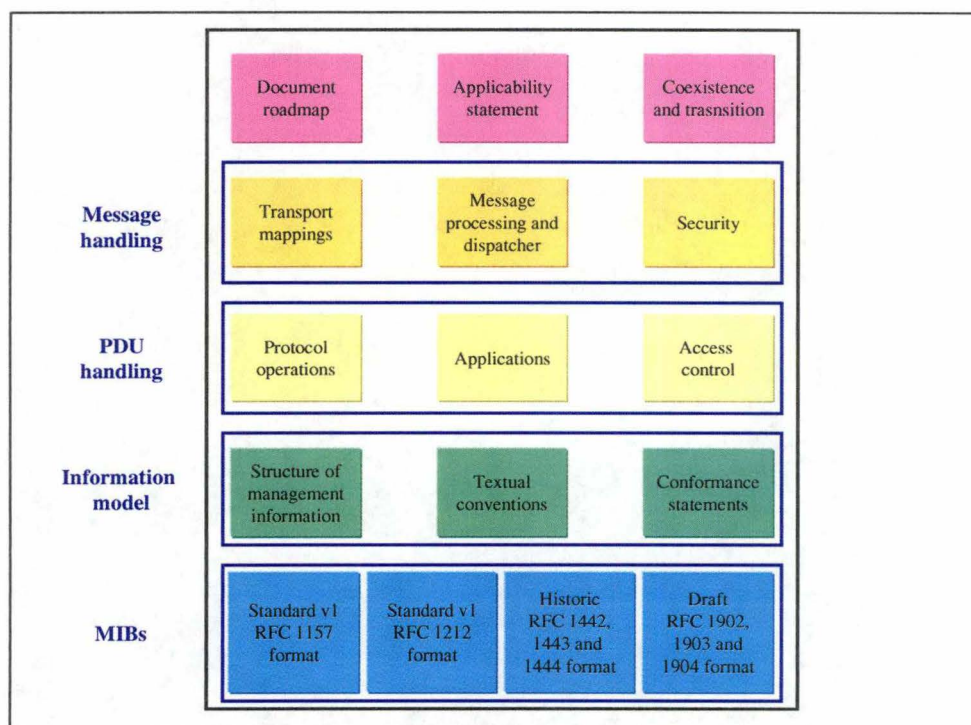 Document
roadmap
Applicability
statement
Coexistence
and trasnsition
Message
handling
Transport
mappings
Message
processing and
dispatcher
Security
PDU
handling
Protocol
operations
Applications
Access
control
Information
model
Structure of
management
information
Textual
conventions
Conformance
statements
MIBs
Standard v1
RFC 1157
format
Standard v1
RFC 1212
format
Historic
RFC 1442,
1443 and
1444 format
Draft
RFC 1902,
1903 and
1904 format